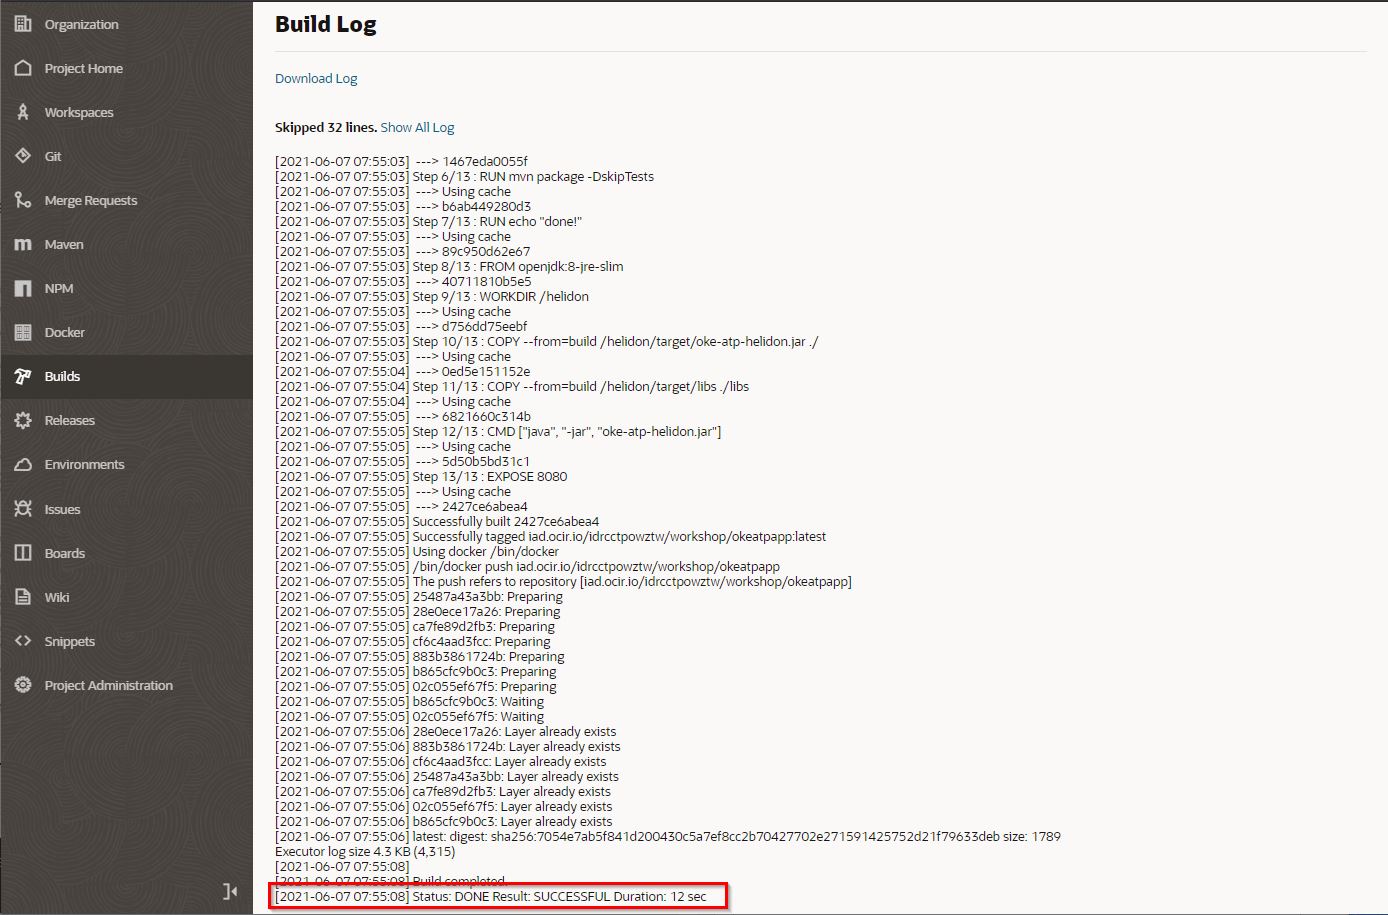 Organization
Project Home
Workspaces
Git
Merge Requests
Maven
NPM
Docker
Builds
Releases
Environments
Issues
Boards
Wiki
Snippets
Project Administration
Build Log
Download Log
Skipped 32 lines. Show All Log
[2021-06-07 07:55:03] ---> 1467eda0055f
[2021-06-07 07:55:03] Step 6/13 : RUN mvn package -DskipTests
[2021-06-07 07:55:03] ---> Using cache
[2021-06-07 07:55:03] ---> b6ab449280d3
[2021-06-07 07:55:03] Step 7/13 : RUN echo "done!"
[2021-06-07 07:55:03] ---> Using cache
[2021-06-07 07:55:03] ---> 89c950d62e67
[2021-06-07 07:55:03] Step 8/13 : FROM openjdk:8-jre-slim
[2021-06-07 07:55:03] ---> 40711810b5e5
[2021-06-07 07:55:03] Step 9/13 : WORKDIR /helidon
[2021-06-07 07:55:03] ---> Using cache
[2021-06-07 07:55:03] ---> d756dd75eebf
[2021-06-07 07:55:03] Step 10/13 : COPY --from=build /helidon/target/oke-atp-helidon.jar ./
[2021-06-07 07:55:03] ---> Using cache
[2021-06-07 07:55:04] ---> 0ed5e151152e
[2021-06-07 07:55:04] Step 11/13 : COPY --from=build /helidon/target/libs ./libs
[2021-06-07 07:55:04] ---> Using cache
[2021-06-07 07:55:05] ---> 6821660c314b
[2021-06-07 07:55:05] Step 12/13 : CMD ["java", "-jar", "oke-atp-helidon.jar"]
[2021-06-07 07:55:05] ---> Using cache
[2021-06-07 07:55:05] ---> 5d50b5bd31c1
[2021-06-07 07:55:05] Step 13/13 : EXPOSE 8080
[2021-06-07 07:55:05] ---> Using cache
[2021-06-07 07:55:05] ---> 2427ce6abea4
[2021-06-07 07:55:05] Successfully built 2427ce6abea4
[2021-06-07 07:55:05] Successfully tagged iad.ocir.io/idrcctpowztw/workshop/okeatpapp:latest
[2021-06-07 07:55:05] Using docker /bin/docker
[2021-06-07 07:55:05] /bin/docker push iad.ocir.io/idrcctpowztw/workshop/okeatpapp
[2021-06-07 07:55:05] The push refers to repository [iad.ocir.io/idrcctpowztw/workshop/okeatpapp]
[2021-06-07 07:55:05] 25487a43a3bb: Preparing
[2021-06-07 07:55:05] 28e0ece17a26: Preparing
[2021-06-07 07:55:05] ca7fe89d2fb3: Preparing
[2021-06-07 07:55:05] cf6c4aad3fcc: Preparing
[2021-06-07 07:55:05] 883b3861724b: Preparing
[2021-06-07 07:55:05] b865cfc9b0c3: Preparing
[2021-06-07 07:55:05] 02c055ef67f5: Preparing
[2021-06-07 07:55:05] b865cfc9b0c3: Waiting
[2021-06-07 07:55:05] 02c055ef67f5: Waiting
[2021-06-07 07:55:06] 28e0ece17a26: Layer already exists
[2021-06-07 07:55:06] 883b3861724b: Layer already exists
[2021-06-07 07:55:06] cf6c4aad3fcc: Layer already exists
[2021-06-07 07:55:06] 25487a43a3bb: Layer already exists
[2021-06-07 07:55:06] ca7fe89d2fb3: Layer already exists
[2021-06-07 07:55:06] 02c055ef67f5: Layer already exists
[2021-06-07 07:55:06] b865cfc9b0c3: Layer already exists
[2021-06-07 07:55:06] latest: digest: sha256:7054e7ab5f841d200430c5a7ef8cc2b70427702e271591425752d21f79633deb size: 1789
Executor log size 4.3 KB (4,315)
[2021-06-07 07:55:08]
[2021-06-07 07:55:08] Build completed.
[2021-06-07 07:55:08] Status: DONE Result: SUCCESSFUL Duration: 12 sec